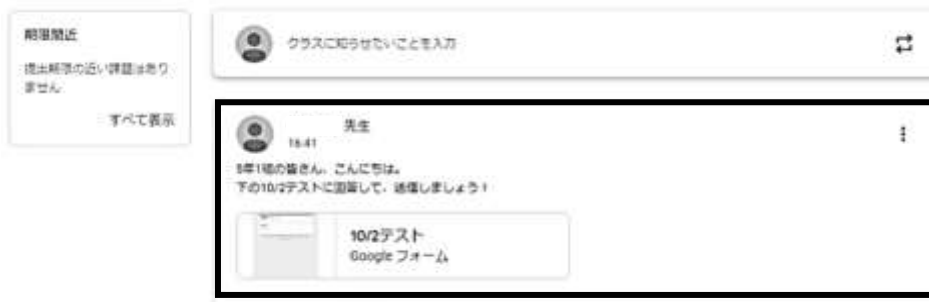 期限間近
提出期限の近い課題はあり
ません
すべて表示
クラスに知らせたいことを入力
先生
16:41
5年1組の皆さん、こんにちは。
下の10/2テストに回答して、送信しましょう！
10/2テスト
Google フォーム